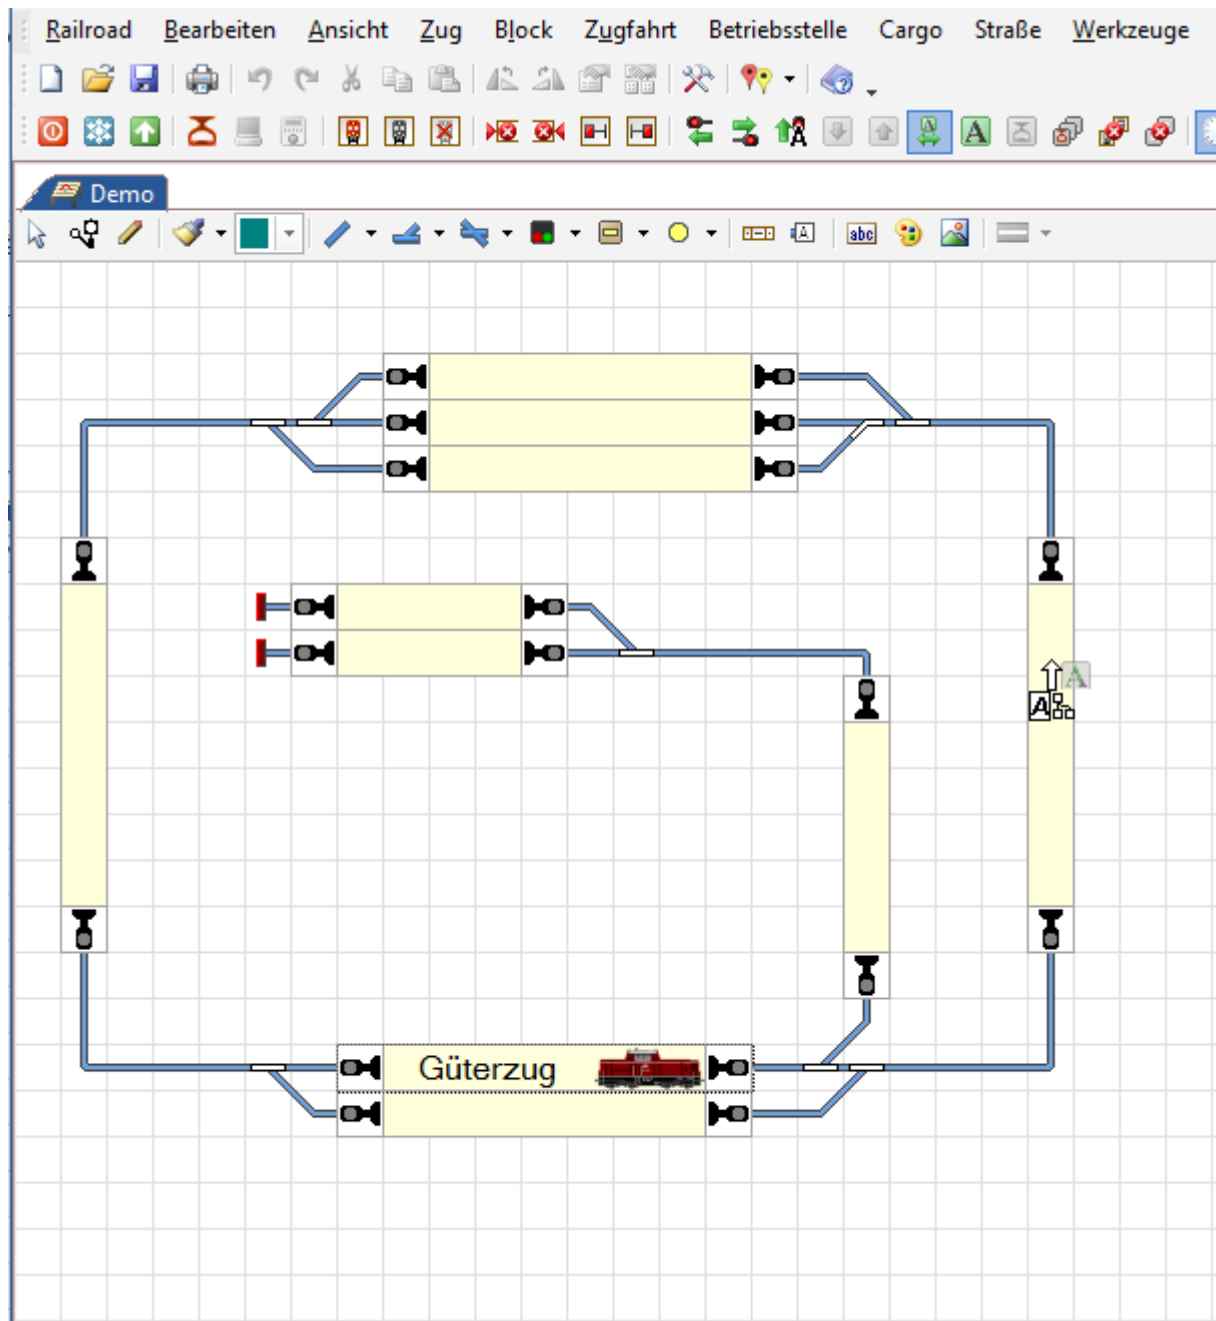 Railroad Bearbeiten Ansicht Zug Block Zugfahrt Betriebsstelle Cargo Straße Werkzeuge
A A
Demo
A abc
A
A
Güterzug